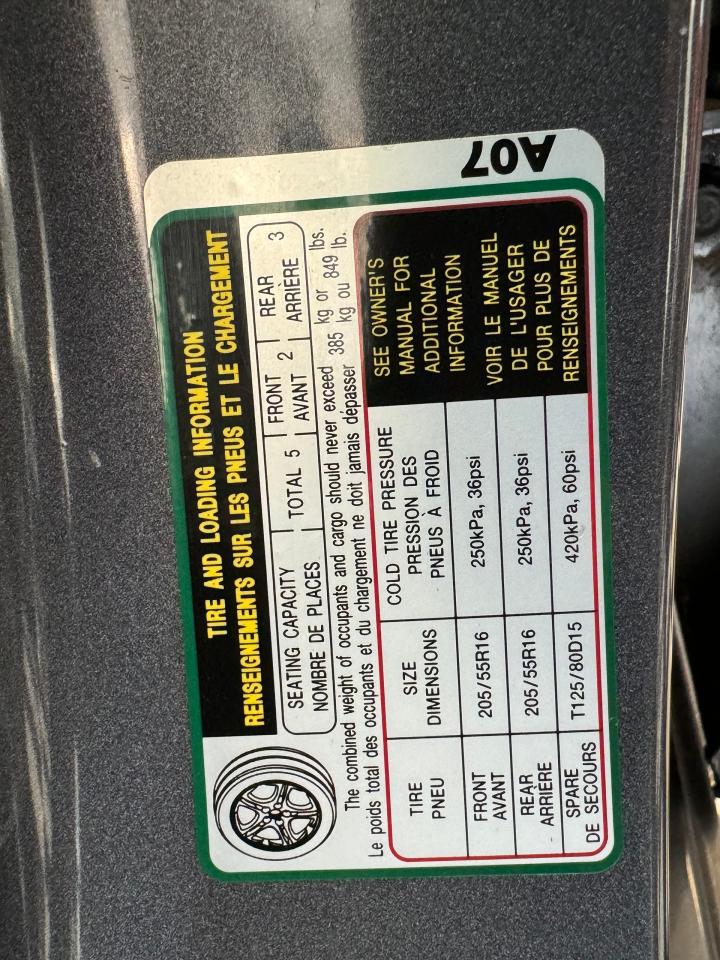 TIRE AND LOADING INFORMATION
RENSEIGNEMENTS SUR LES PNEUS ET LE CHARGEMENT
SEATING CAPACITY
NOMBRE DE PLACES
TOTAL 5
FRONT
AVANT
2
REAR
ARRIÈRE
3
The combined weight of occupants and cargo should never exceed 385 kg or 849 lbs.
Le poids total des occupants et du chargement ne doit jamais dépasser 385 kg ou 849 lb.
TIRE
PNEU
SIZE
DIMENSIONS
COLD TIRE PRESSURE
PRESSION DES
PNEUS À FROID
FRONT
AVANT
205/55R16
250kPa, 36psi
REAR
ARRIÈRE
205/55R16
250kPa, 36psi
SPARE
DE SECOURS
T125/80D15
420kPa, 60psi
SEE OWNER'S
MANUAL FOR
ADDITIONAL
INFORMATION
VOIR LE MANUEL
DE L'USAGER
POUR PLUS DE
RENSEIGNEMENTS
A07